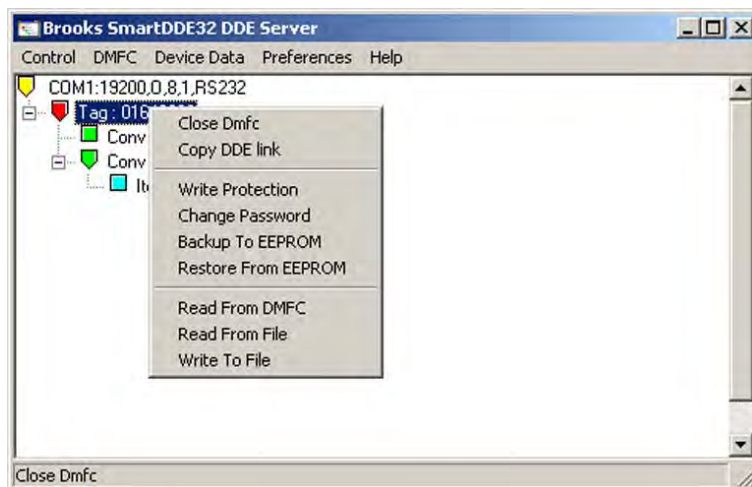 Brooks SmartDDE32 DDE Server
Control DMFC Device Data Preferences Help
COM1:19200,O,8,1,RS232
Tag : 016
Conv
Conv
Close Dmfc
Copy DDE link
Write Protection
Change Password
Backup To EEPROM
Restore From EEPROM
Read From DMFC
Read From File
Write To File
Close Dmfc